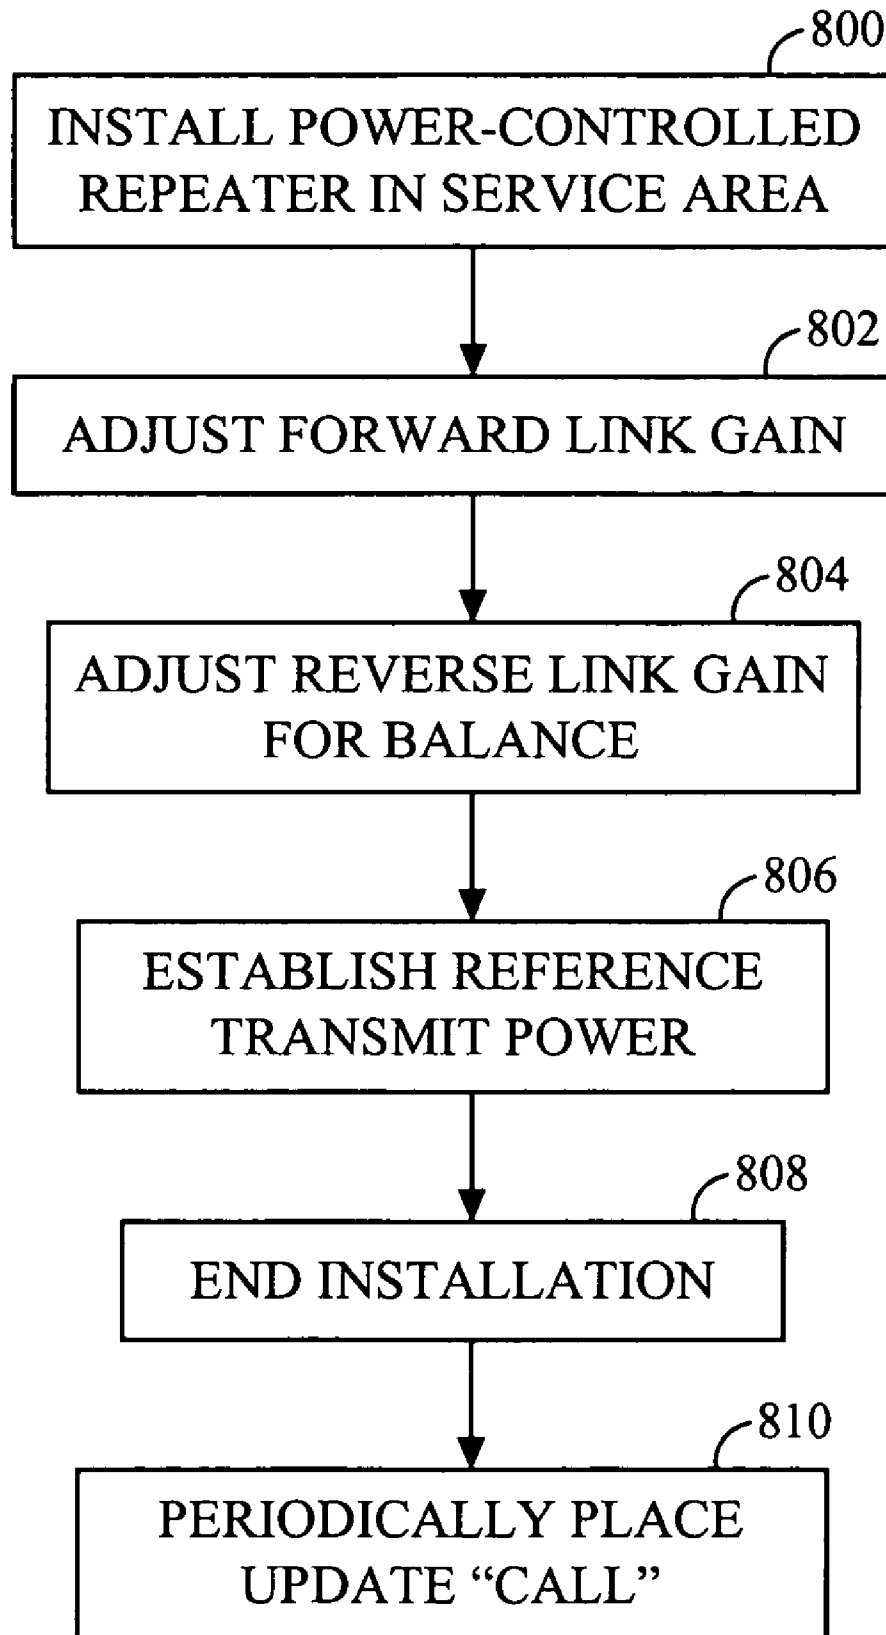 800
INSTALL POWER-CONTROLLED
REPEATER IN SERVICE AREA
802
ADJUST FORWARD LINK GAIN
804
ADJUST REVERSE LINK GAIN
FOR BALANCE
806
ESTABLISH REFERENCE
TRANSMIT POWER
808
END INSTALLATION
810
PERIODICALLY PLACE
UPDATE “CALL”